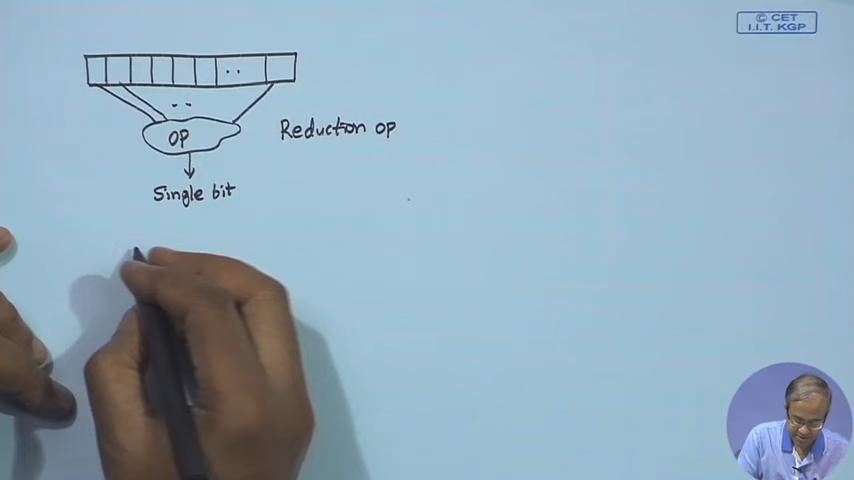 © CET
I.I.T. KGP
..
..
OP
Reduction op
Single bit